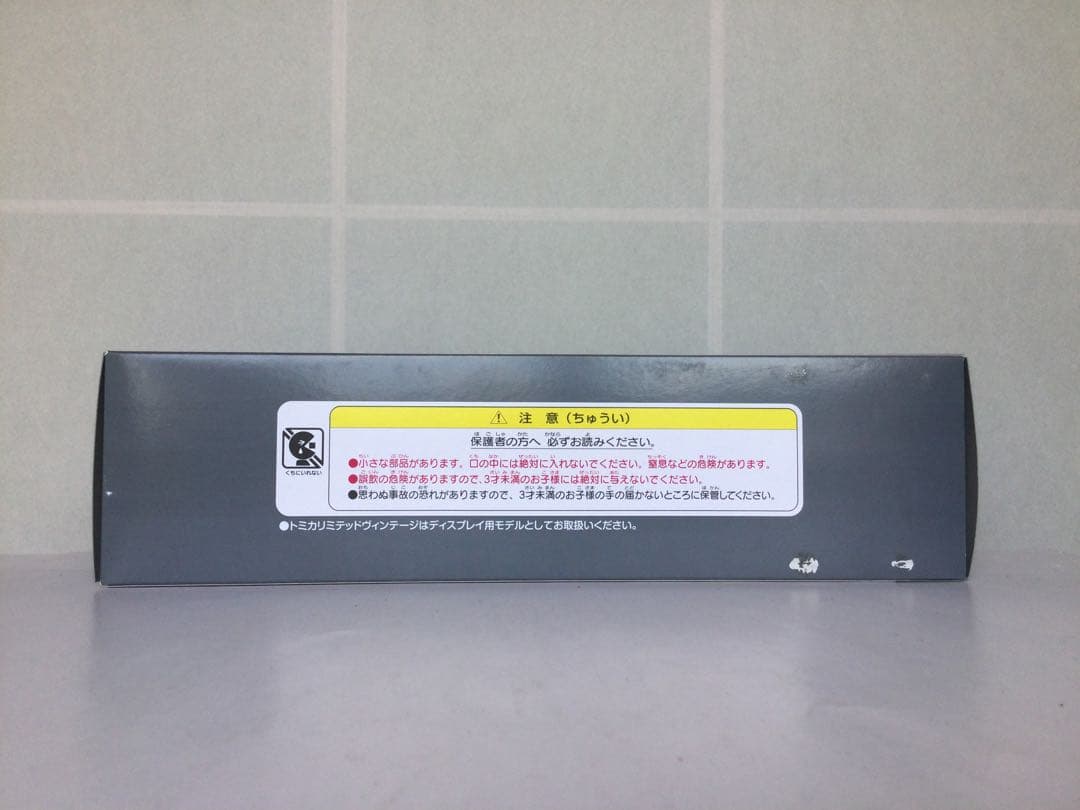 注 意（ちゅうい）
保護者の方へ 必ずお読みください。
●小さな部品があります。口の中には絶対に入れないでください。窒息などの危険があります。
●誤飲の危険がありますので、3才未満のお子様には絶対に与えないでください。
●思わぬ事故の恐れがありますので、3才未満のお子様の手の届かないところに保管してください。
くちにいれない
●トミカリミテッドヴィンテージはディスプレイ用モデルとしてお取扱いください。